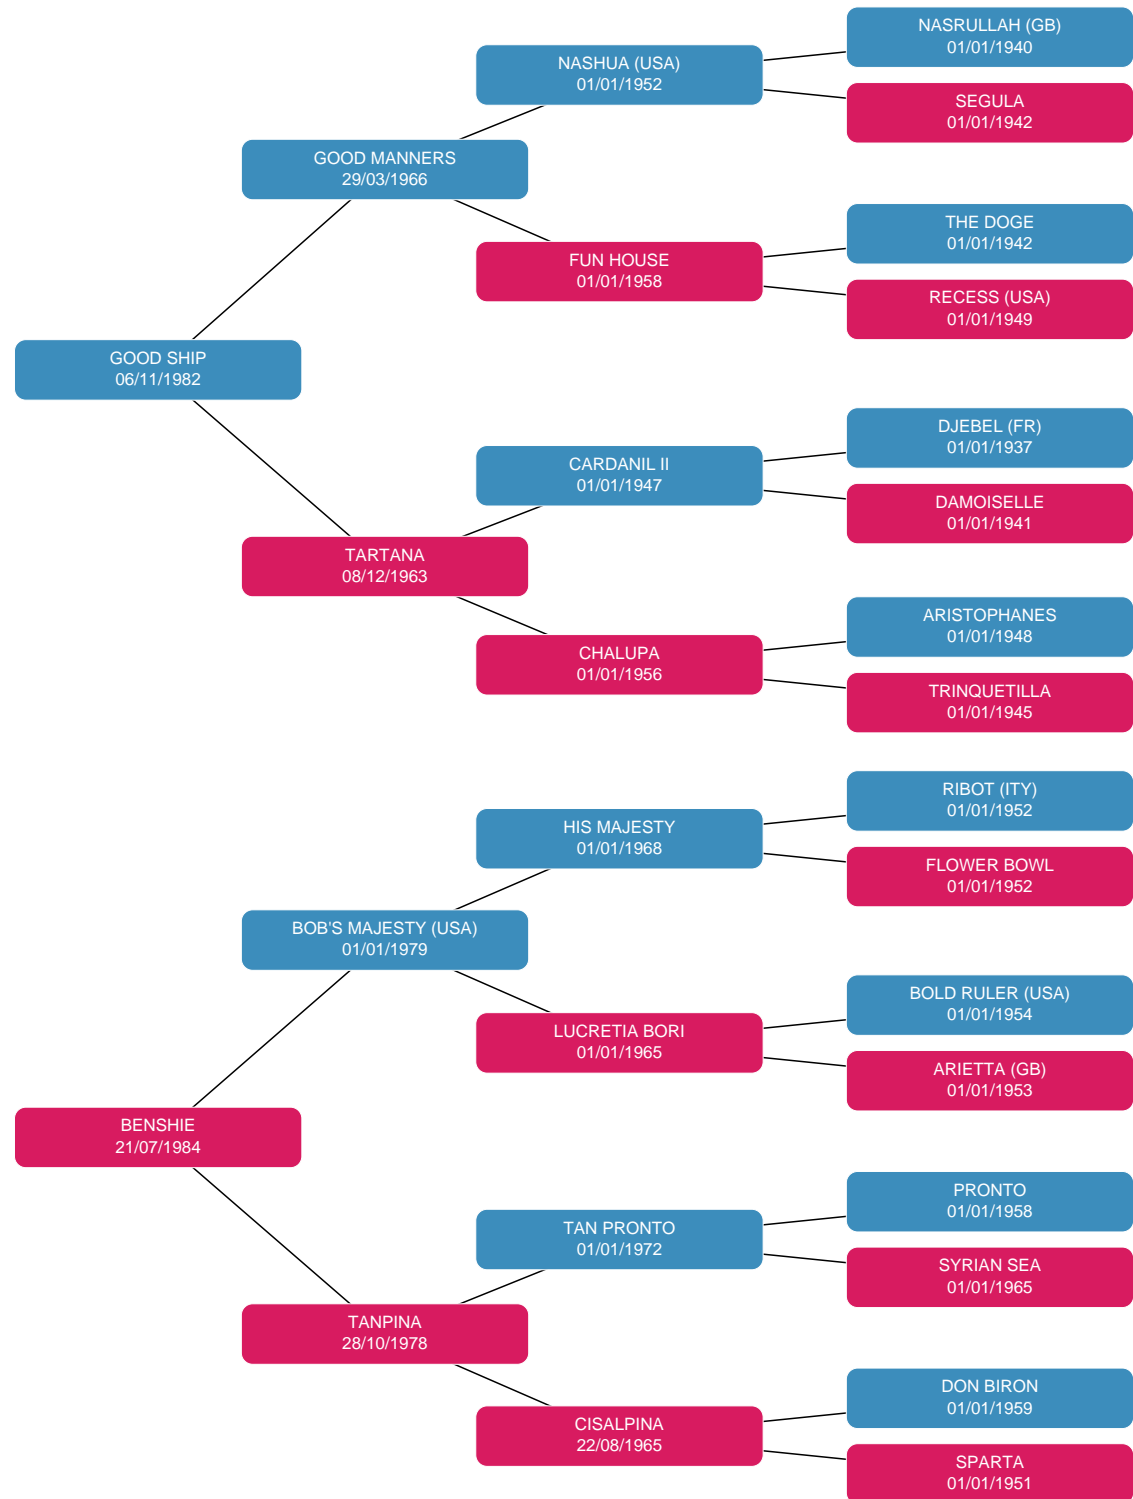 NASRULLAH (GB)
01/01/1940
NASHUA (USA)
01/01/1952
SEGULA
01/01/1942
GOOD MANNERS
29/03/1966
THE DOGE
01/01/1942
FUN HOUSE
01/01/1958
RECESS (USA)
01/01/1949
GOOD SHIP
06/11/1982
DJEBEL (FR)
01/01/1937
CARDANIL II
01/01/1947
DAMOISELLE
01/01/1941
TARTANA
08/12/1963
ARISTOPHANES
01/01/1948
CHALUPA
01/01/1956
TRINQUETILLA
01/01/1945
RIBOT (ITY)
01/01/1952
HIS MAJESTY
01/01/1968
FLOWER BOWL
01/01/1952
BOB'S MAJESTY (USA)
01/01/1979
BOLD RULER (USA)
01/01/1954
LUCRETIA BORI
01/01/1965
ARIETTA (GB)
01/01/1953
BENSHIE
21/07/1984
PRONTO
01/01/1958
TAN PRONTO
01/01/1972
SYRIAN SEA
01/01/1965
TANPINA
28/10/1978
DON BIRON
01/01/1959
CISALPINA
22/08/1965
SPARTA
01/01/1951